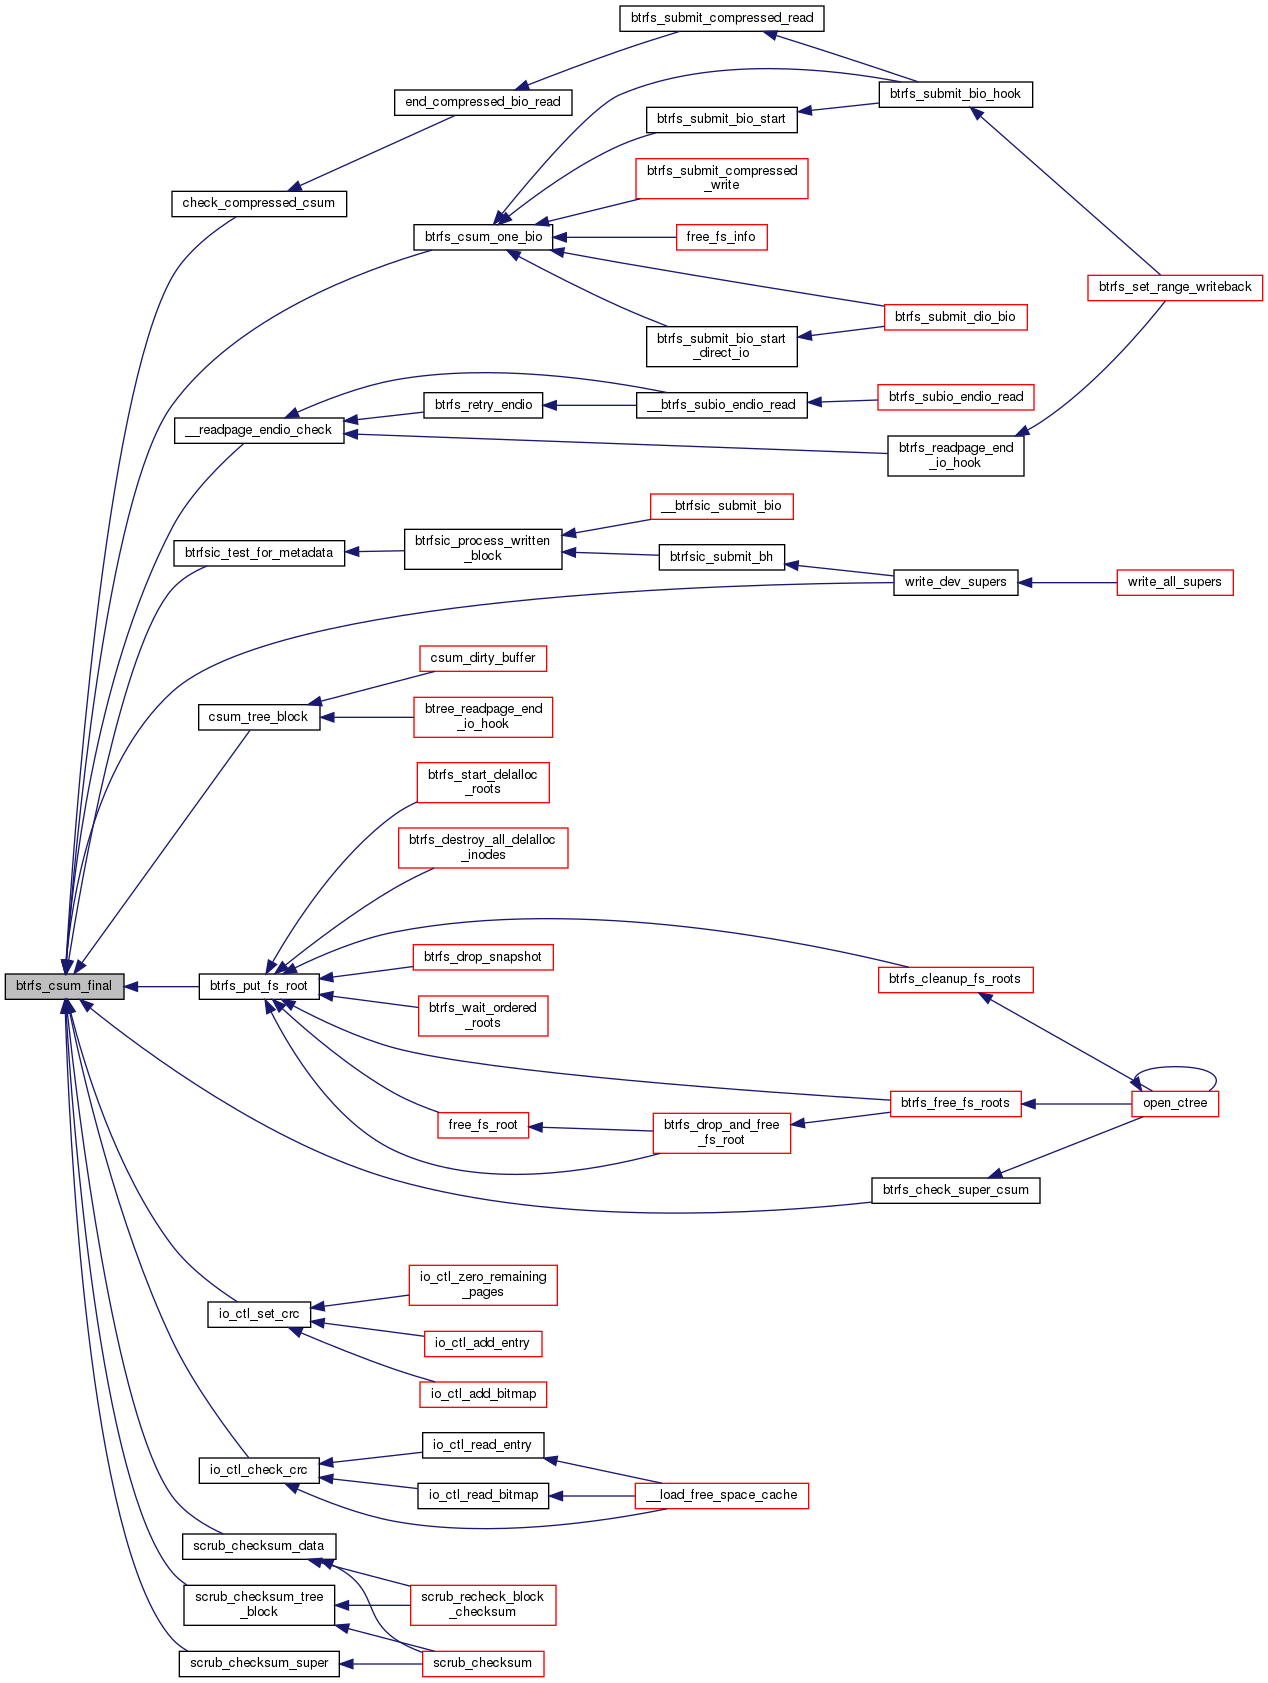 btrfs_submit_compressed_read
btrfs_submit_bio_hook
end_compressed_bio_read
btrfs_submit_bio_start
btrfs_submit_compressed
_write
check_compressed_csum
btrfs_csum_one_bio
free_fs_info
btrfs_set_range_writeback
btrfs_submit_dio_bio
btrfs_submit_bio_start
_direct_io
btrfs_subio_endio_read
btrfs_retry_endio
__btrfs_subio_endio_read
__readpage_endio_check
btrfs_readpage_end
_io_hook
__btrfsic_submit_bio
btrfsic_process_written
_block
btrfsic_test_for_metadata
btrfsic_submit_bh
write_dev_supers
write_all_supers
csum_dirty_buffer
csum_tree_block
btree_readpage_end
_io_hook
btrfs_start_delalloc
_roots
btrfs_destroy_all_delalloc
_inodes
btrfs_drop_snapshot
btrfs_cleanup_fs_roots
btrfs_csum_final
btrfs_put_fs_root
btrfs_wait_ordered
_roots
btrfs_free_fs_roots
open_ctree
free_fs_root
btrfs_drop_and_free
_fs_root
btrfs_check_super_csum
io_ctl_zero_remaining
_pages
io_ctl_set_crc
io_ctl_add_entry
io_ctl_add_bitmap
io_ctl_read_entry
io_ctl_check_crc
io_ctl_read_bitmap
__load_free_space_cache
scrub_checksum_data
scrub_checksum_tree
_block
scrub_recheck_block
_checksum
scrub_checksum_super
scrub_checksum